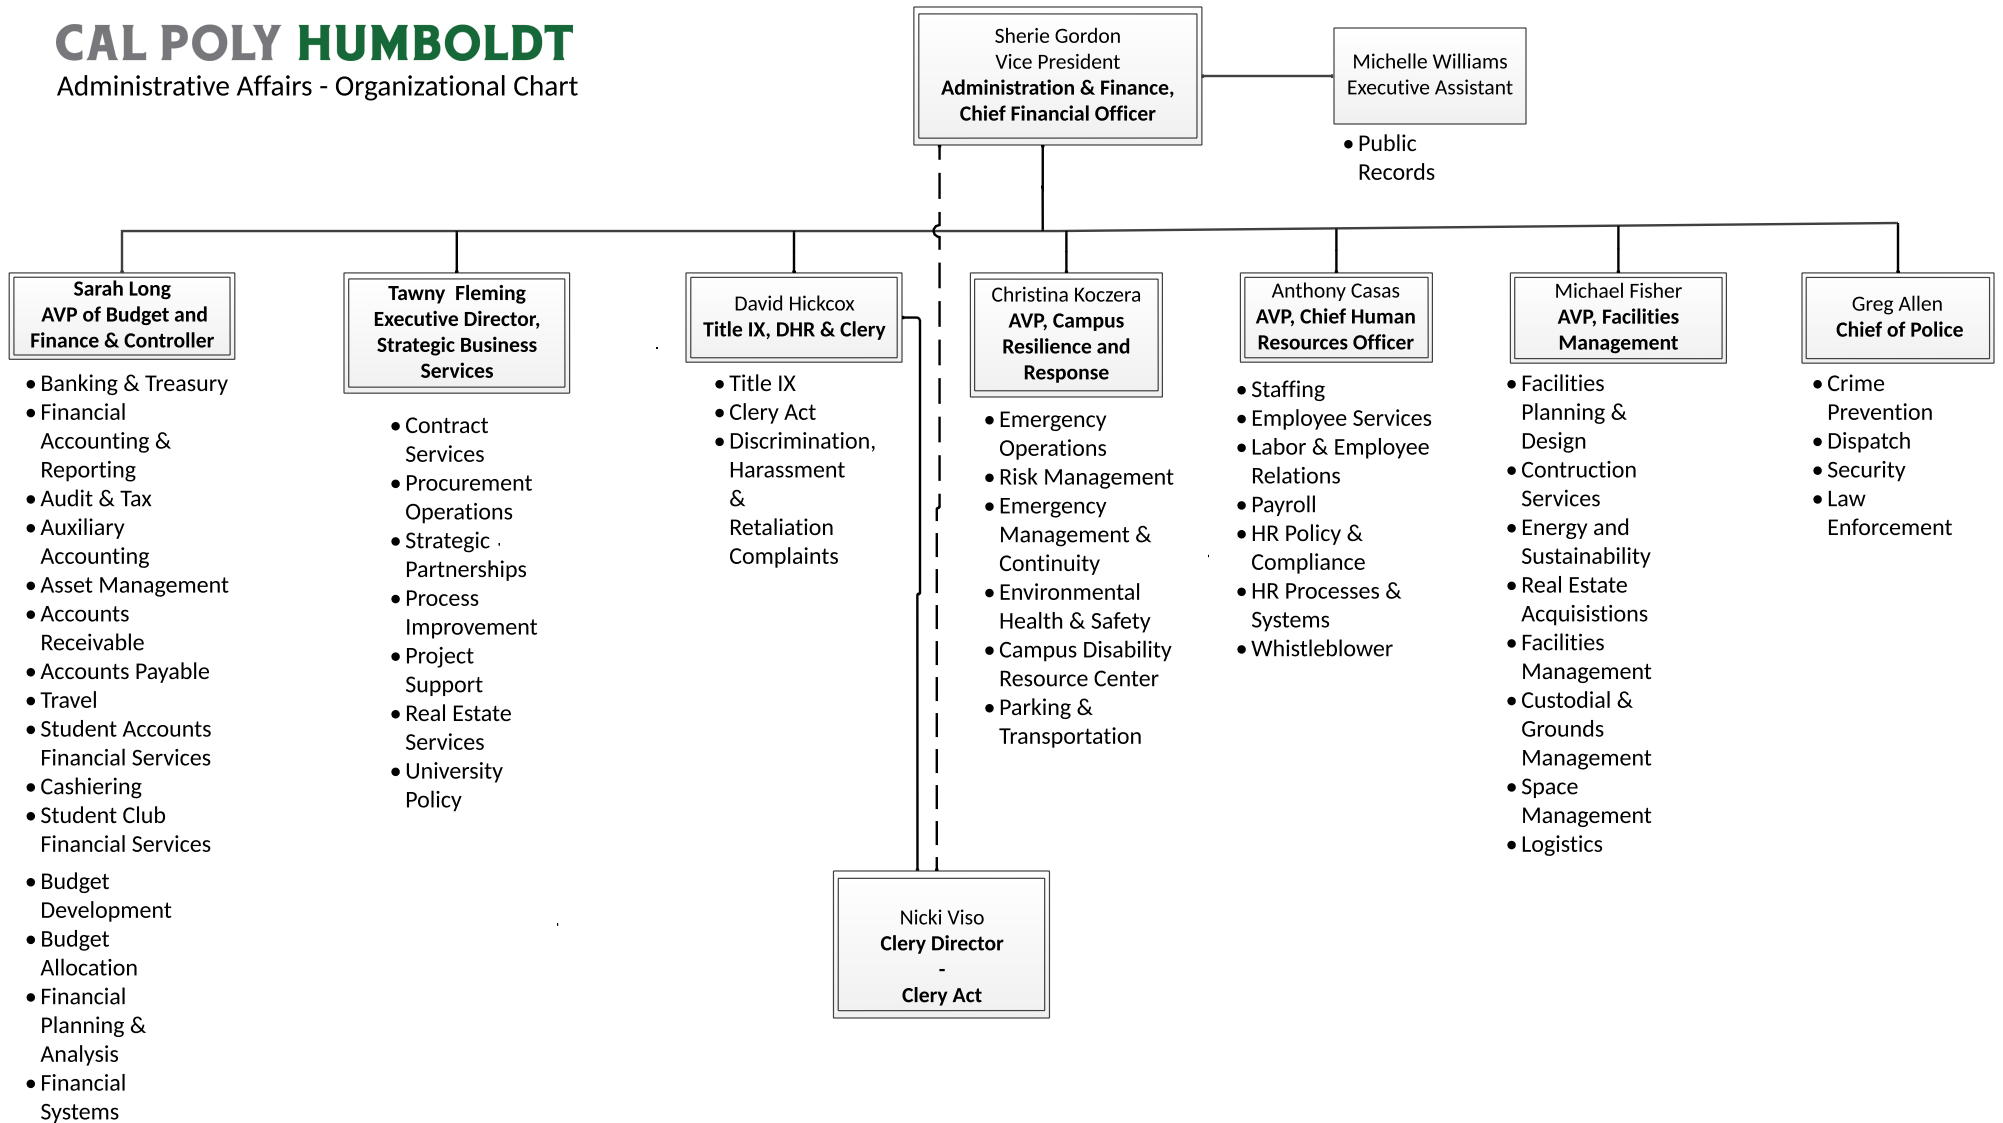 CAL POLY HUMBOLDT
Administrative Affairs - Organizational Chart
Sherie Gordon
Vice President
Administration & Finance,
Chief Financial Officer
Michelle Williams
Executive Assistant
• Public
Records
Sarah Long
AVP of Budget and
Finance & Controller
• Banking & Treasury
• Financial
Accounting &
Reporting
• Audit & Tax
• Auxiliary
Accounting
• Asset Management
• Accounts
Receivable
• Accounts Payable
• Travel
• Student Accounts
Financial Services
• Cashiering
• Student Club
Financial Services
• Budget
Development
• Budget
Allocation
• Financial
Planning &
Analysis
• Financial
Systems
Tawny Fleming
Executive Director,
Strategic Business
Services
• Contract
Services
• Procurement
Operations
• Strategic
Partnerships
• Process
Improvement
• Project
Support
• Real Estate
Services
• University
Policy
David Hickcox
Title IX, DHR & Clery
• Title IX
• Clery Act
• Discrimination,
Harassment
&
Retaliation
Complaints
Christina Koczera
AVP, Campus
Resilience and
Response
• Emergency
Operations
• Risk Management
• Emergency
Management &
Continuity
• Environmental
Health & Safety
• Campus Disability
Resource Center
• Parking &
Transportation
Anthony Casas
AVP, Chief Human
Resources Officer
• Staffing
• Employee Services
• Labor & Employee
Relations
• Payroll
• HR Policy &
Compliance
• HR Processes &
Systems
• Whistleblower
Michael Fisher
AVP, Facilities
Management
• Facilities
Planning &
Design
• Contruction
Services
• Energy and
Sustainability
• Real Estate
Acquisistions
• Facilities
Management
• Custodial &
Grounds
Management
• Space
Management
• Logistics
Greg Allen
Chief of Police
• Crime
Prevention
• Dispatch
• Security
• Law
Enforcement
Nicki Viso
Clery Director
-
Clery Act